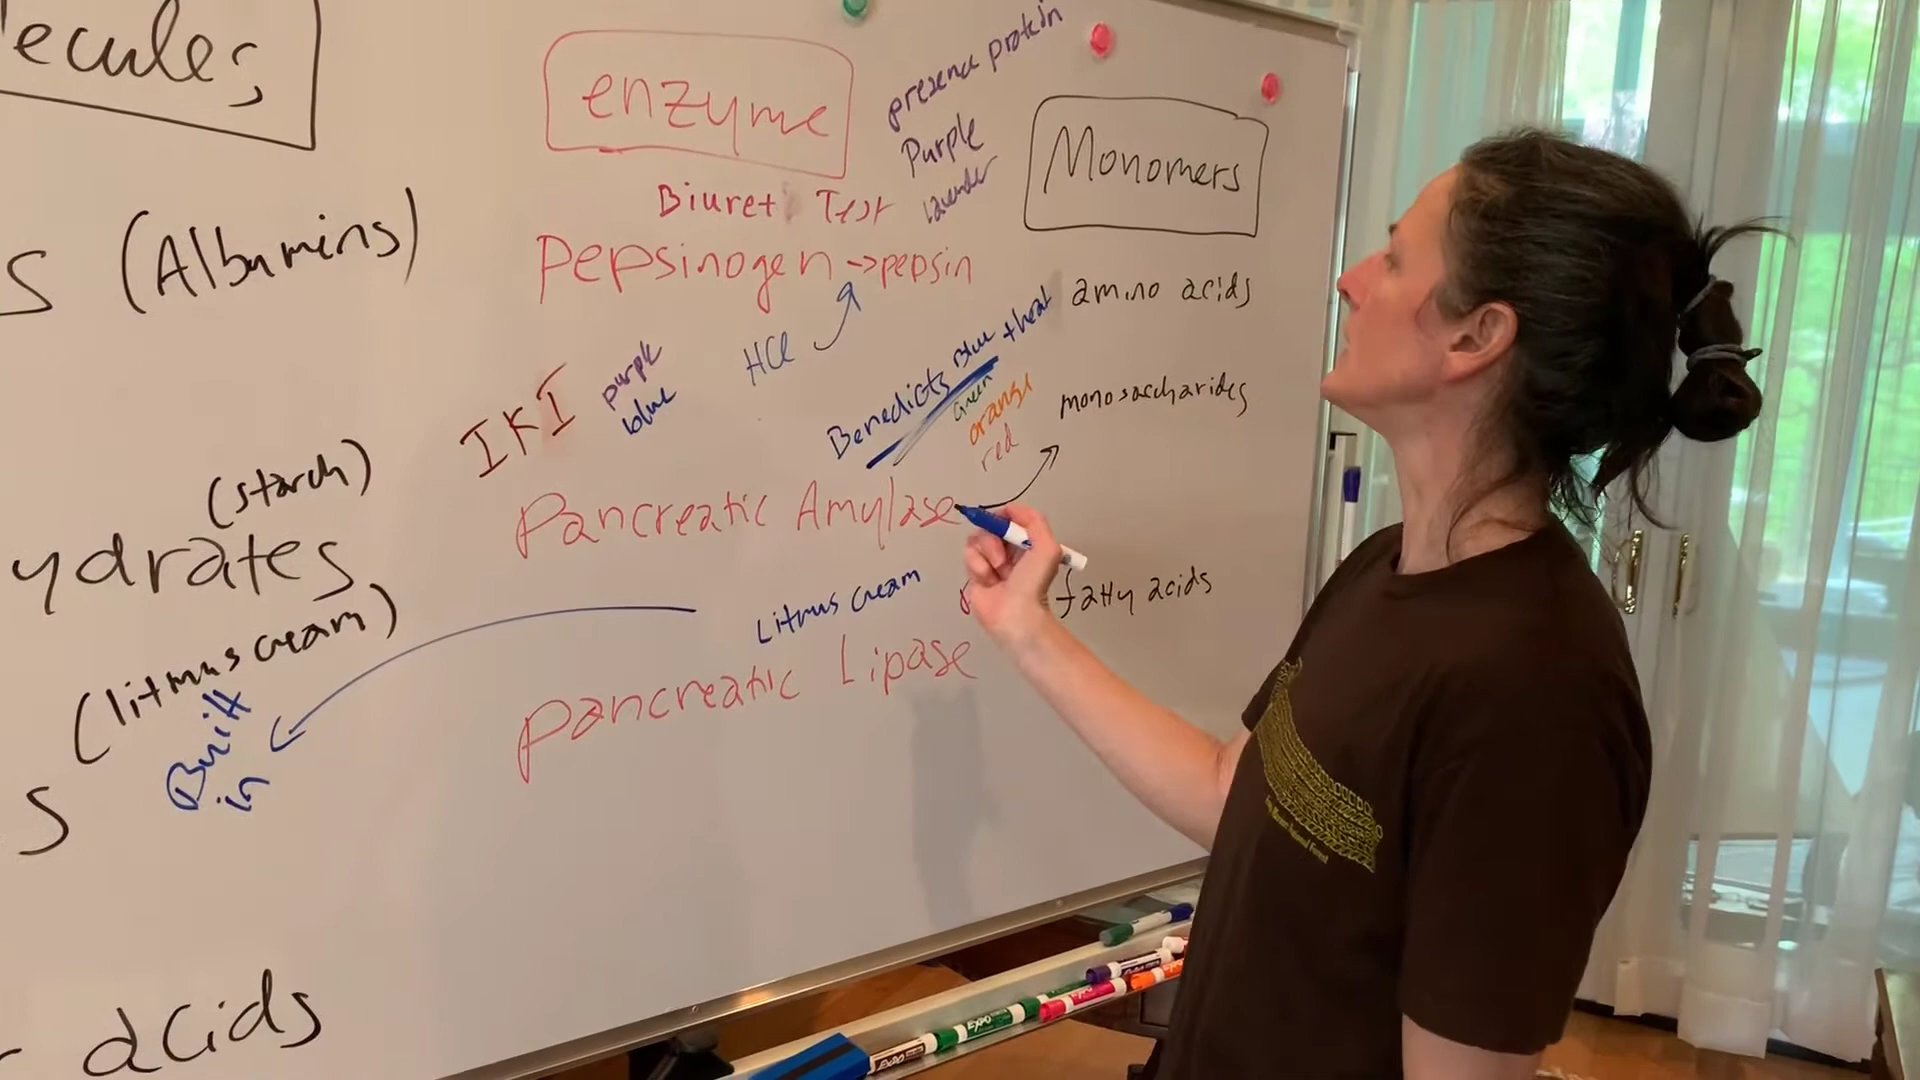 ecules
enzyme
presence protein
Purple
lavender
Monomers
Biuret Test
s (Albumins)
Pepsinogen → pepsin
HCl
amino acids
IKI
purple
blue
Benedicts Blue + heat
Green
orange
red
monosaccharides
(starch)
ydrates
Pancreatic Amylase
(litmus cream)
Litmus cream
fatty acids
Built
in
Pancreatic Lipase
s
acids
EXPO